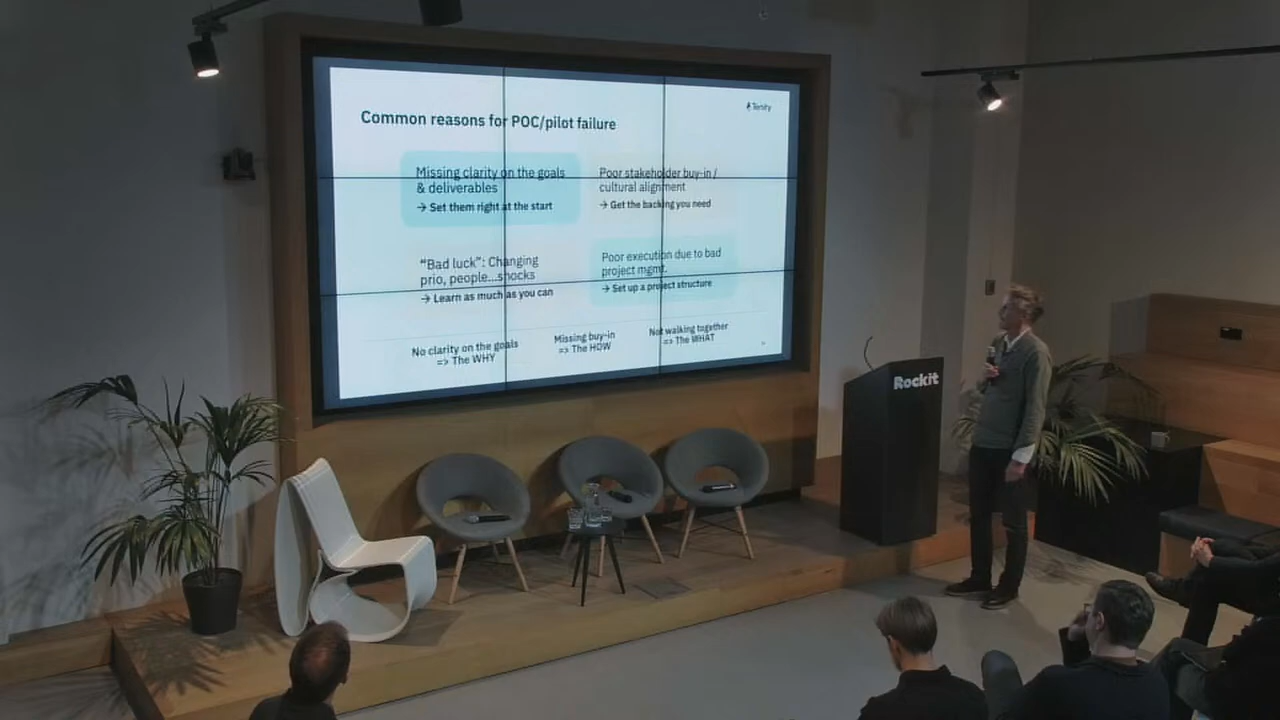 Tenity
Common reasons for POC/pilot failure
Missing clarity on the goals
& deliverables
→ Set them right at the start
Poor stakeholder buy-in /
cultural alignment
→ Get the backing you need
“Bad luck”: Changing
prio, people...shocks
→ Learn as much as you can
Poor execution due to bad
project mgmt.
→ Set up a project structure
No clarity on the goals
=> The WHY
Missing buy-in
=> The HOW
Not walking together
=> The WHAT
Rockit